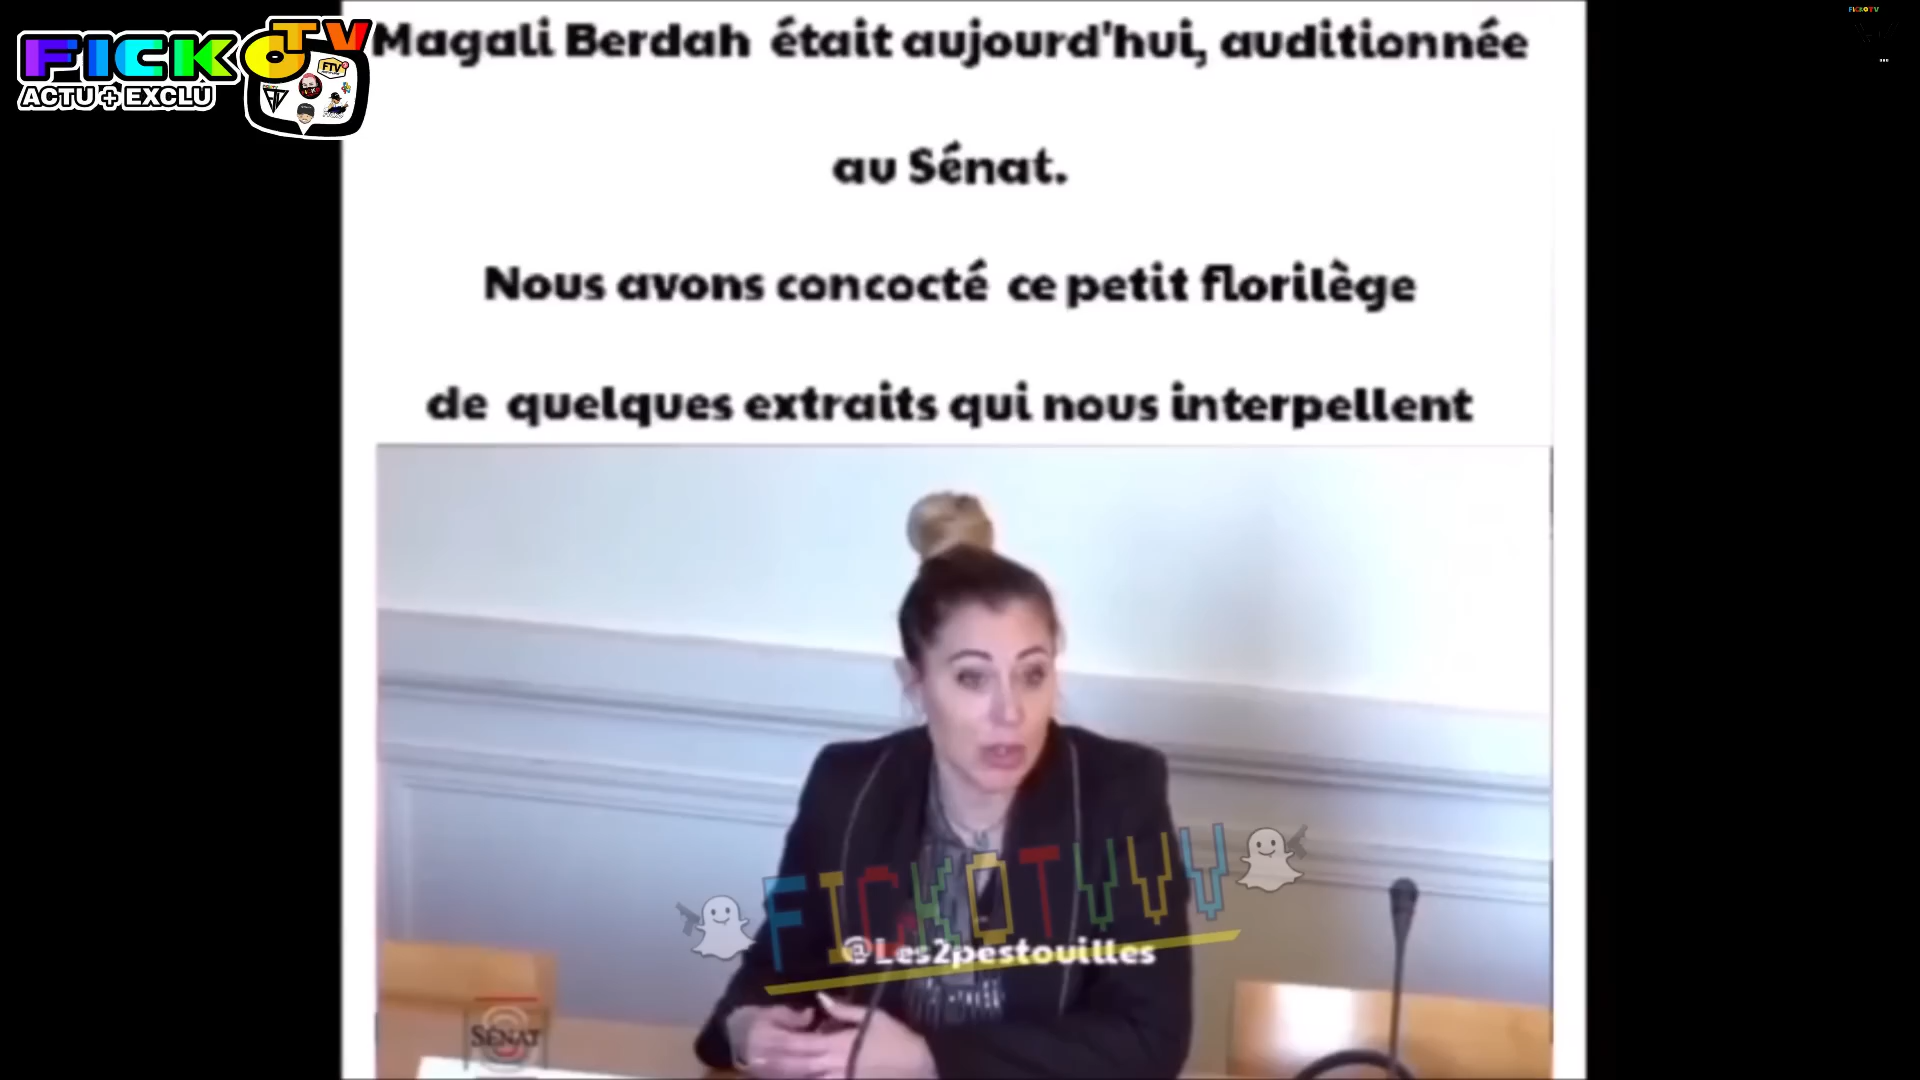 FICKOTV
ACTU + EXCLU
FTV
Magali Berdah était aujourd'hui, auditionnée
au Sénat.
Nous avons concocté ce petit florilège
de quelques extraits qui nous interpellent
FICKOTVVV
@Les2pestouilles
SÉNAT
FICKOTV